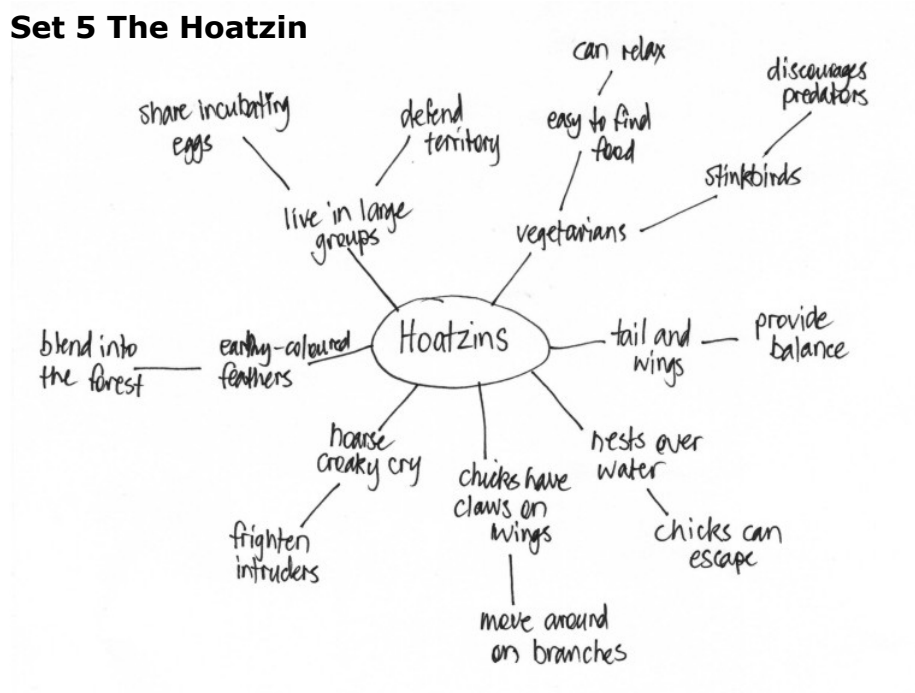 Set 5 The Hoatzin
can relax
discourages
predators
share incubating
eggs
defend
territory
easy to find
food
stinkbirds
live in large
groups
vegetarians
Hoatzins
blend into
the forest
earthy-coloured
feathers
tail and
wings
provide
balance
hoarse
creaky cry
frighten
intruders
chicks have
claws on
wings
move around
on branches
nests over
water
chicks can
escape